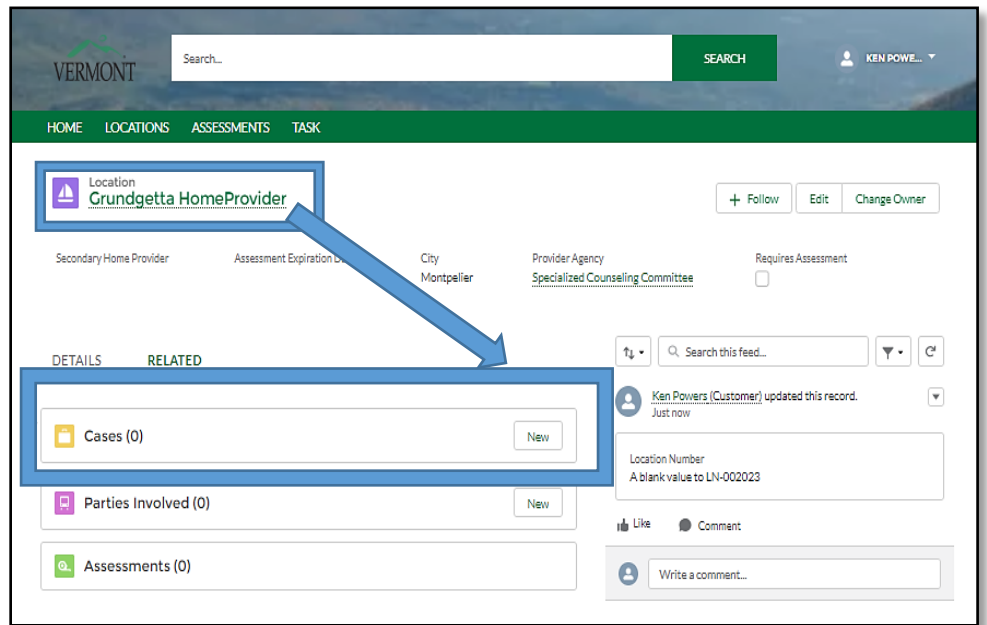 VERMONT
Search...
SEARCH
KEN POWE...
HOME LOCATIONS ASSESSMENTS TASK
Location
Grundgetta HomeProvider
+ Follow Edit Change Owner
Secondary Home Provider Assessment Expiration D City Provider Agency Requires Assessment
Montpelier Specialized Counseling Committee
DETAILS RELATED
Search this feed...
Ken Powers (Customer) updated this record.
Just now
Cases (0) New
Location Number
A blank value to LN-002023
Parties Involved (0) New
Like Comment
Assessments (0)
Write a comment...